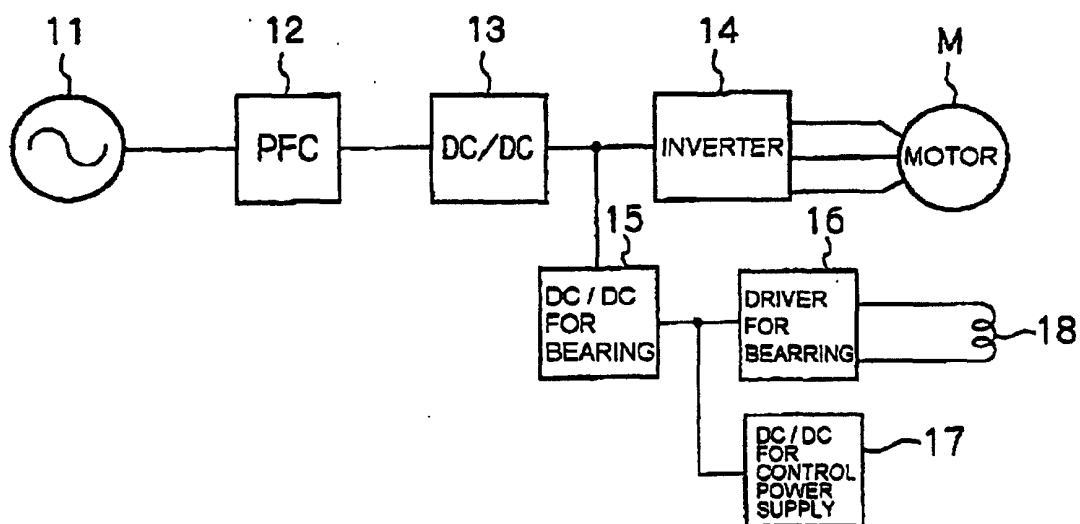 11 12 13 14 M
PFC DC/DC INVERTER MOTOR
15 16
DC/DC
FOR
BEARING
DRIVER
FOR
BEARRING
18
17
DC/DC
FOR
CONTROL
POWER
SUPPLY